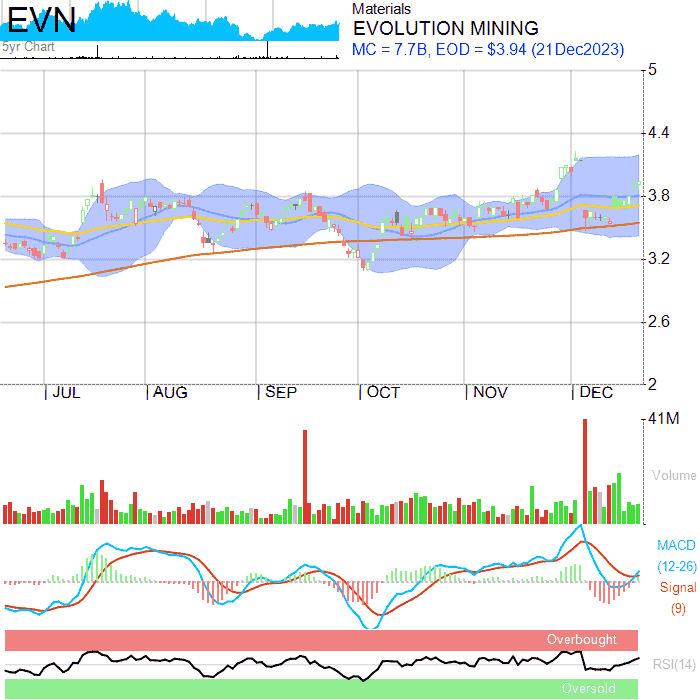 EVN
5yr Chart
Materials
EVOLUTION MINING
MC = 7.7B, EOD = $3.94 (21Dec2023)
5
4.4
3.8
3.2
2.6
2
JUL
AUG
SEP
OCT
NOV
DEC
41M
Volume
MACD
(12-26)
Signal
(9)
Overbought
RSI(14)
Oversold